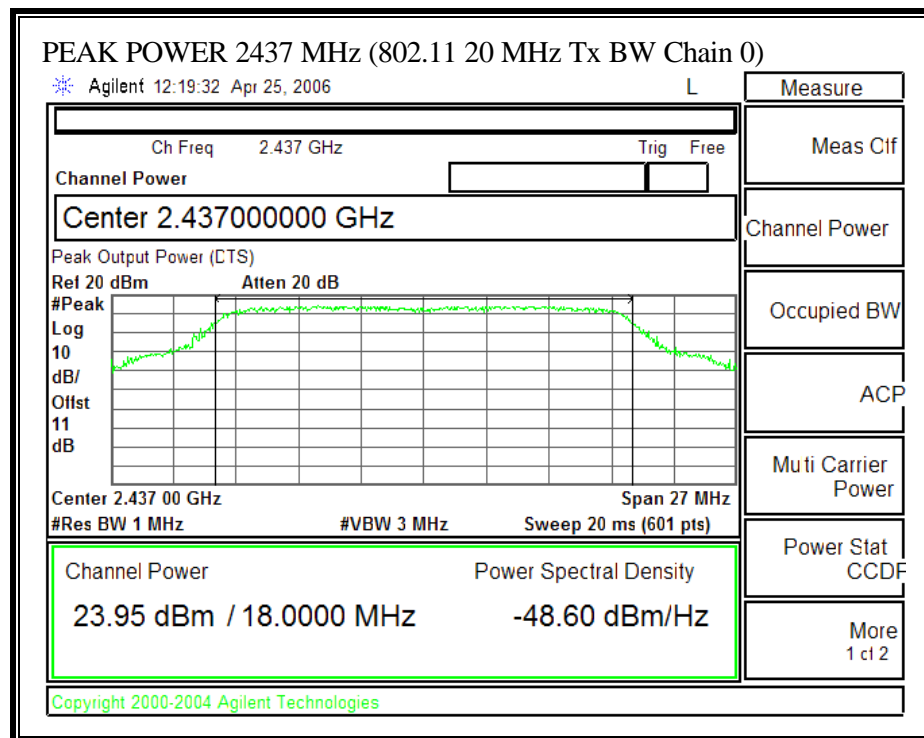 PEAK POWER 2437 MHz (802.11 20 MHz Tx BW Chain 0)
Agilent 12:19:32 Apr 25, 2006 L
Measure
Ch Freq 2.437 GHz Trig Free
Channel Power
Center 2.437000000 GHz
Peak Output Power (DTS)
Ref 20 dBm Atten 20 dB
#Peak
Log
10
dB/
Offst
11
dB
Center 2.437 00 GHz Span 27 MHz
#Res BW 1 MHz #VBW 3 MHz Sweep 20 ms (601 pts)
Channel Power Power Spectral Density
23.95 dBm / 18.0000 MHz -48.60 dBm/Hz
Copyright 2000-2004 Agilent Technologies
Meas Off
Channel Power
Occupied BW
ACP
Multi Carrier
Power
Power Stat
CCDF
More
1 of 2